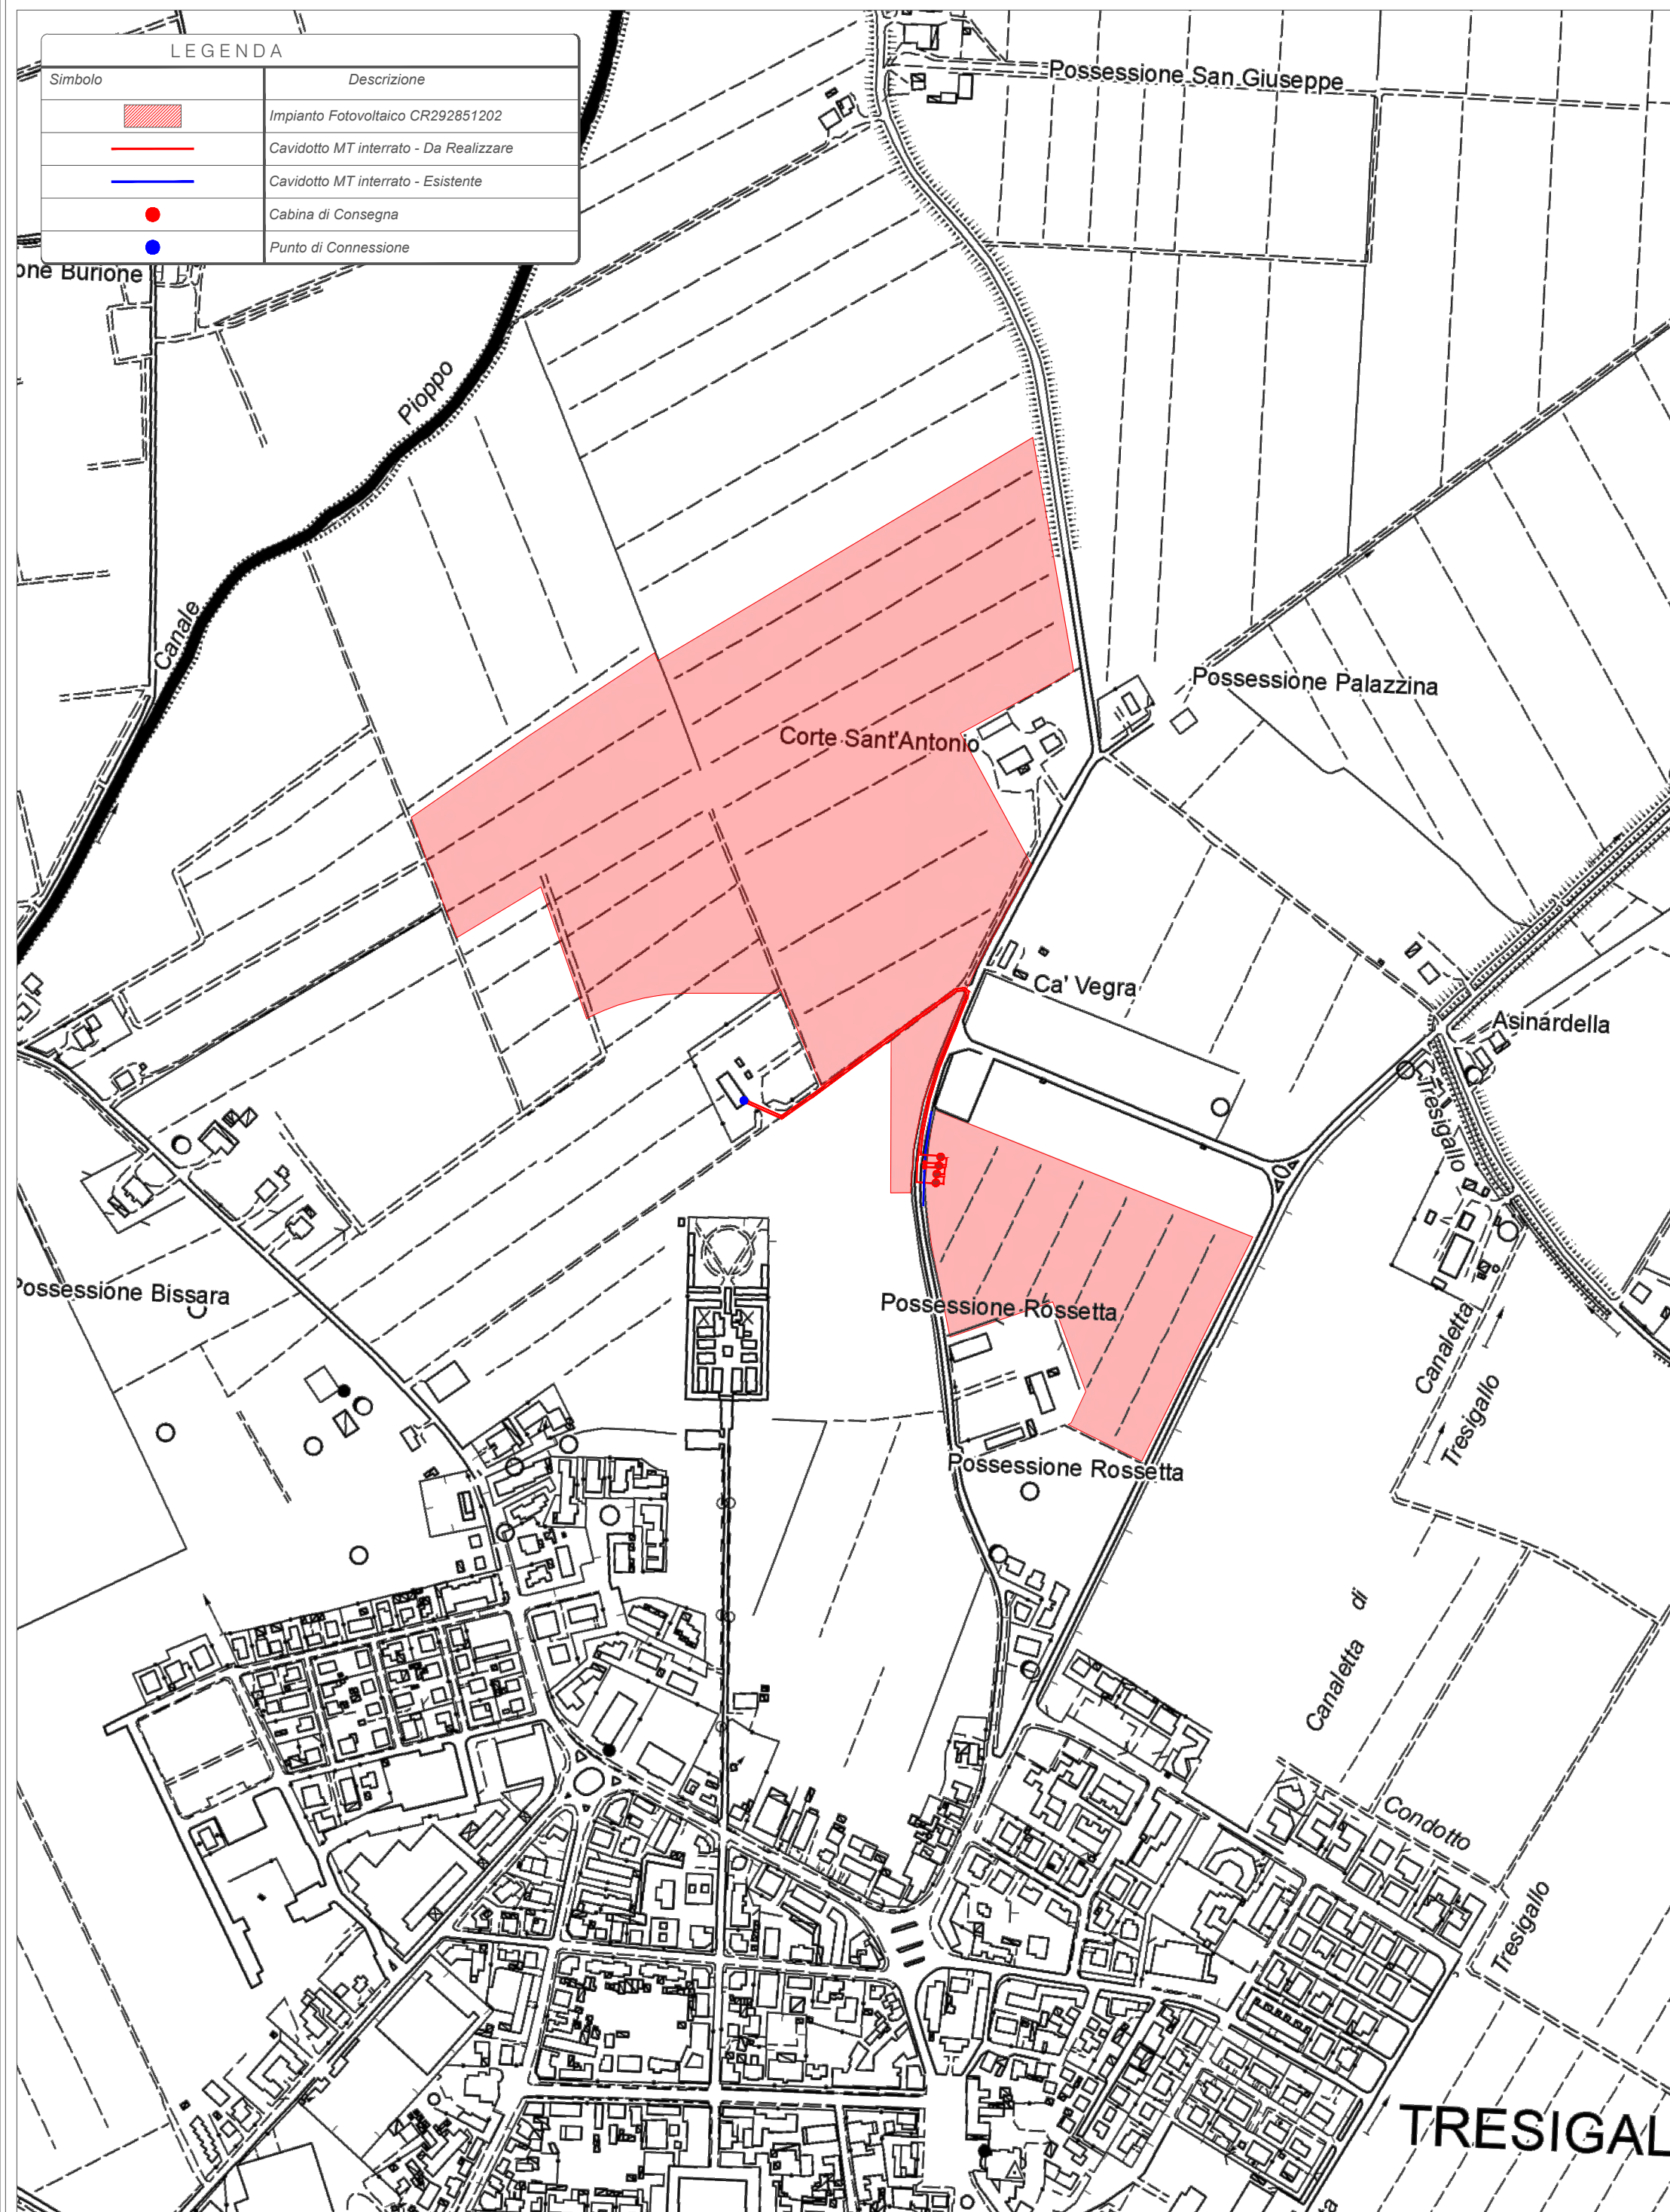 LEGENDA
Simbolo
Descrizione
Impianto Fotovoltaico CR292851202
Cavidotto MT interrato - Da Realizzare
Cavidotto MT interrato - Esistente
Cabina di Consegna
Punto di Connessione
Possessione San Giuseppe
one Burione
Pioppo
Canale
Possessione Palazzina
Corte Sant'Antonio
Ca' Vegra
Asinardella
Tresigallo
Possessione Bissara
Possessione Rossetta
Canaletta
Tresigallo
Possessione Rossetta
di
Canaletta
Condotto
Tresigallo
TRESIGAL